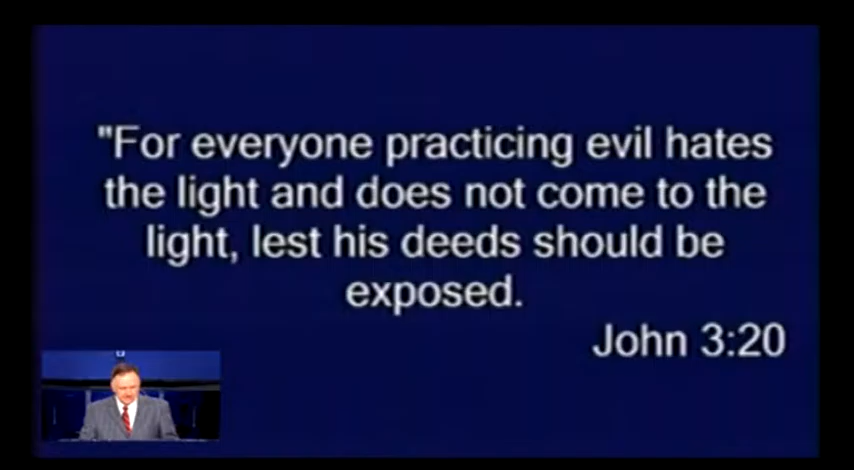 "For everyone practicing evil hates
the light and does not come to the
light, lest his deeds should be
exposed.
John 3:20